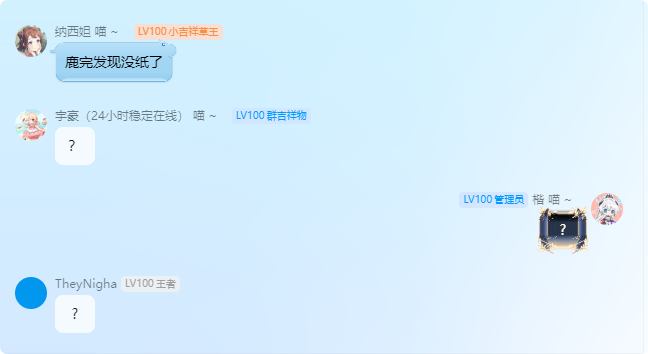 纳西妲 喵 ~ LV100 小吉祥草王
鹿完发现没纸了
宇豪（24小时稳定在线） 喵 ~ LV100 群吉祥物
？
LV100 管理员 楷 喵 ~
？
TheyNigha LV100 王者
？